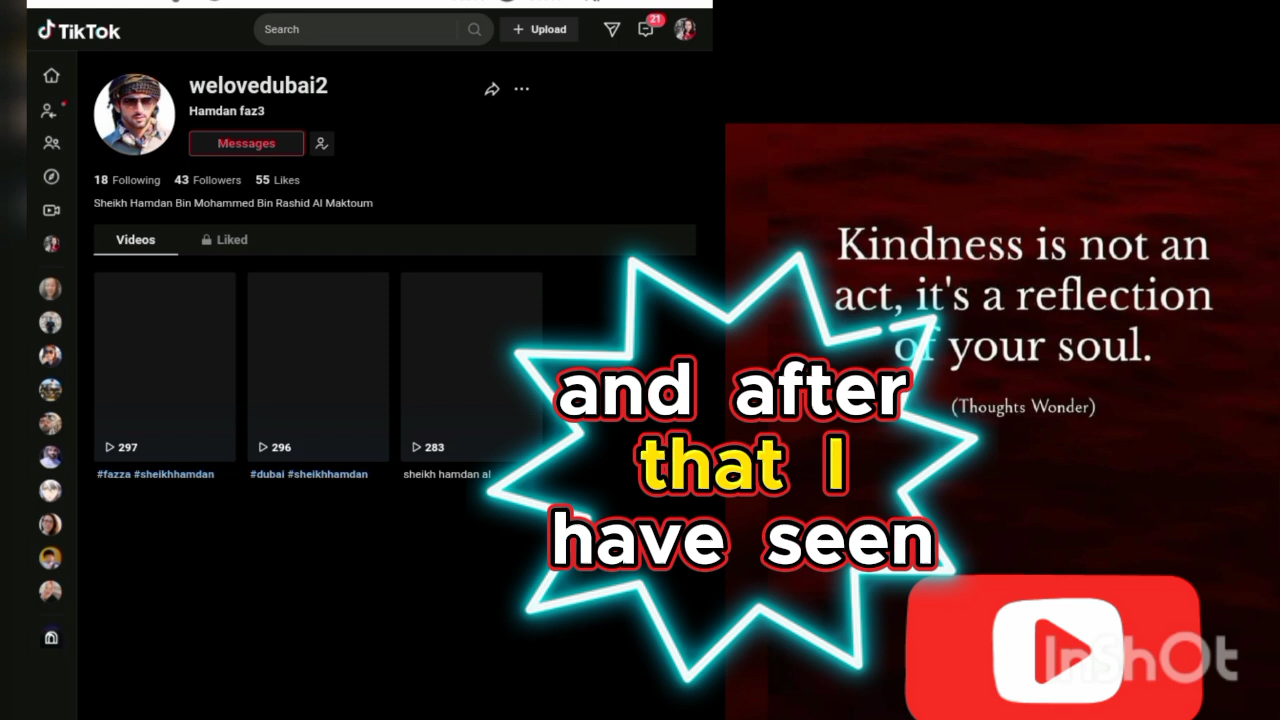 TikTok
Search
+ Upload
21
welovedubai2
Hamdan faz3
Messages
18 Following 43 Followers 55 Likes
Sheikh Hamdan Bin Mohammed Bin Rashid Al Maktoum
Videos
Liked
297
296
283
#fazza #sheikhhamdan
#dubai #sheikhhamdan
sheikh hamdan al
Kindness is not an
act, it's a reflection
of your soul.
(Thoughts Wonder)
and after
that I
have seen
InShOt